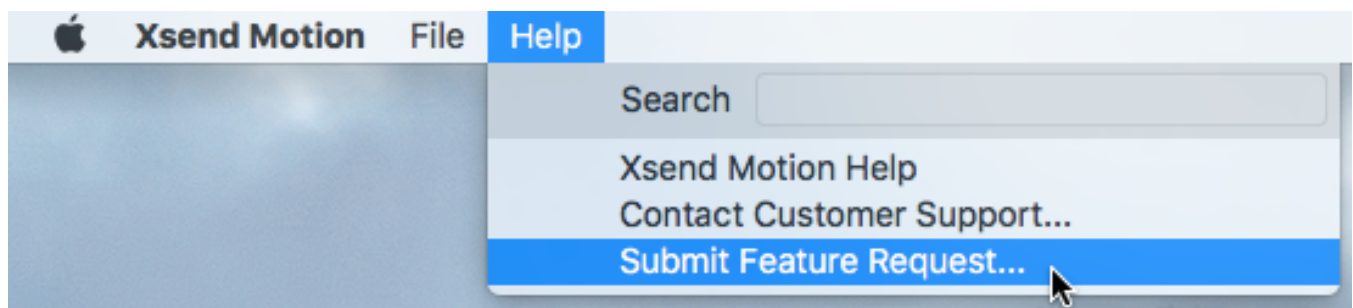 Xsend Motion File Help
Search
Xsend Motion Help
Contact Customer Support...
Submit Feature Request...